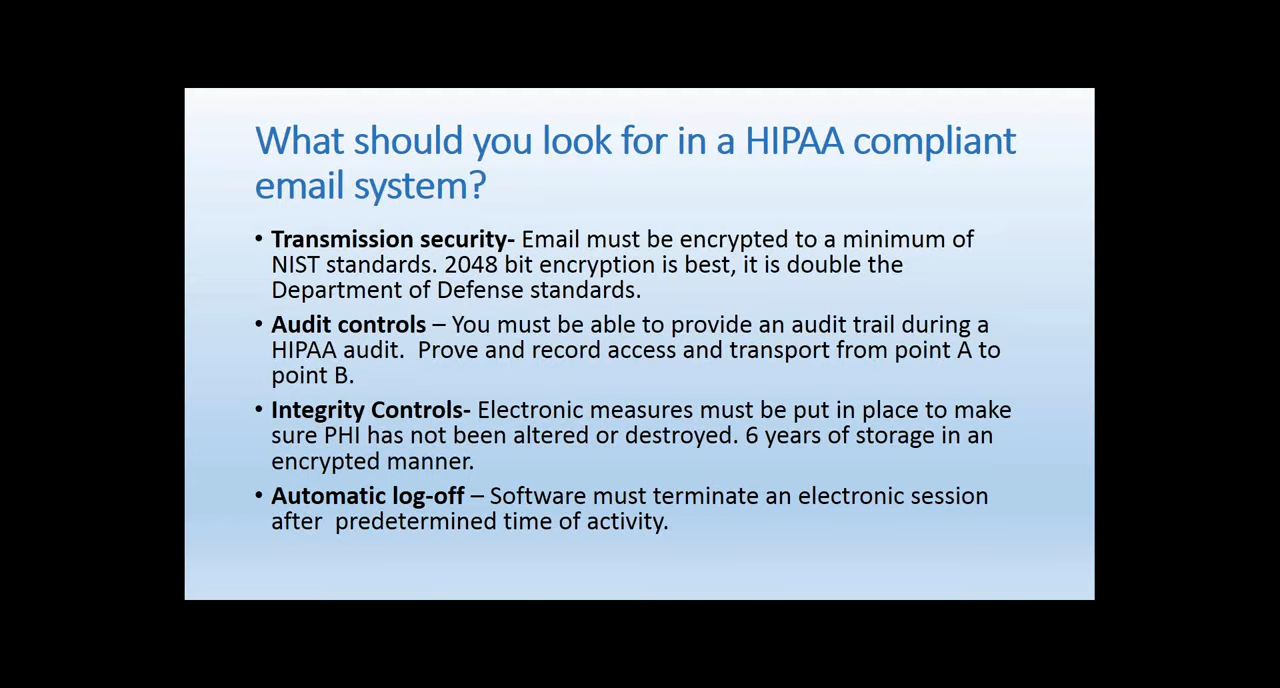 What should you look for in a HIPAA compliant
email system?
• Transmission security- Email must be encrypted to a minimum of
NIST standards. 2048 bit encryption is best, it is double the
Department of Defense standards.
• Audit controls – You must be able to provide an audit trail during a
HIPAA audit.  Prove and record access and transport from point A to
point B.
• Integrity Controls- Electronic measures must be put in place to make
sure PHI has not been altered or destroyed. 6 years of storage in an
encrypted manner.
• Automatic log-off – Software must terminate an electronic session
after  predetermined time of activity.